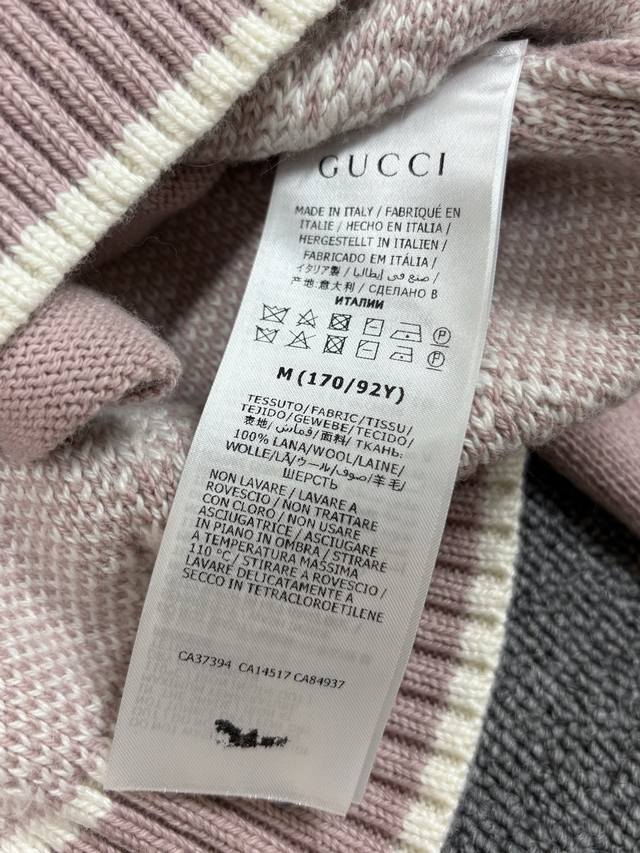 GUCCI
MADE IN ITALY / FABRIQUÉ EN
ITALIE / HECHO EN ITALIA /
HERGESTELLT IN ITALIEN /
FABRICADO EM ITÁLIA /
イタリア製 / صنع في إيطاليا /
产地:意大利 / СДЕЛАНО В
ИТАЛИИ
M (170/92Y)
TESSUTO/FABRIC/TISSU/
TEJIDO/GEWEBE/TECIDO/
表地/قماش/面料/ ТКАНЬ:
100% LANA/WOOL/LAINE/
WOLLE/LÃ/ウール/صوف/羊毛/
ШЕРСТЬ
NON LAVARE / LAVARE A
ROVESCIO / NON TRATTARE
CON CLORO / NON USARE
ASCIUGATRICE / ASCIUGARE
IN PIANO IN OMBRA / STIRARE
A TEMPERATURA MASSIMA
110 °C/ STIRARE A ROVESCIO /
LAVARE DELICATAMENTE A
SECCO IN TETRACLOROETILENE
CA37394 CA14517 CA84937